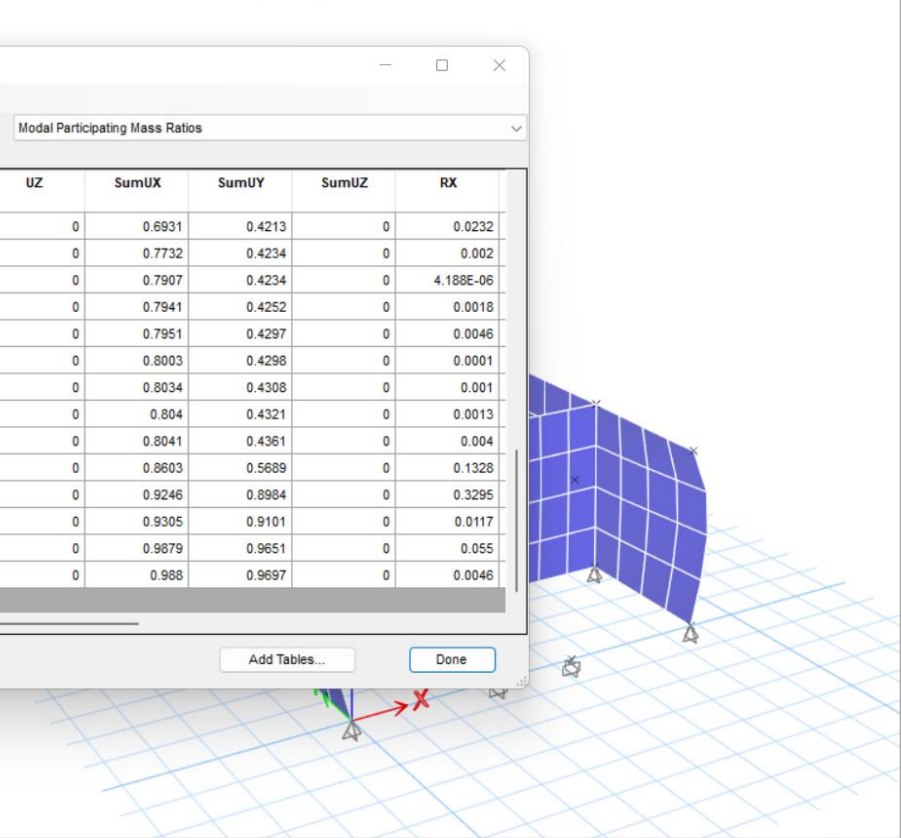 Modal Participating Mass Ratios
UZ SumUX SumUY SumUZ RX
0 0.6931 0.4213 0 0.0232
0 0.7732 0.4234 0 0.002
0 0.7907 0.4234 0 4.188E-06
0 0.7941 0.4252 0 0.0018
0 0.7951 0.4297 0 0.0046
0 0.8003 0.4298 0 0.0001
0 0.8034 0.4308 0 0.001
0 0.804 0.4321 0 0.0013
0 0.8041 0.4361 0 0.004
0 0.8603 0.5689 0 0.1328
0 0.9246 0.8984 0 0.3295
0 0.9305 0.9101 0 0.0117
0 0.9879 0.9651 0 0.055
0 0.988 0.9697 0 0.0046
Add Tables... Done
X